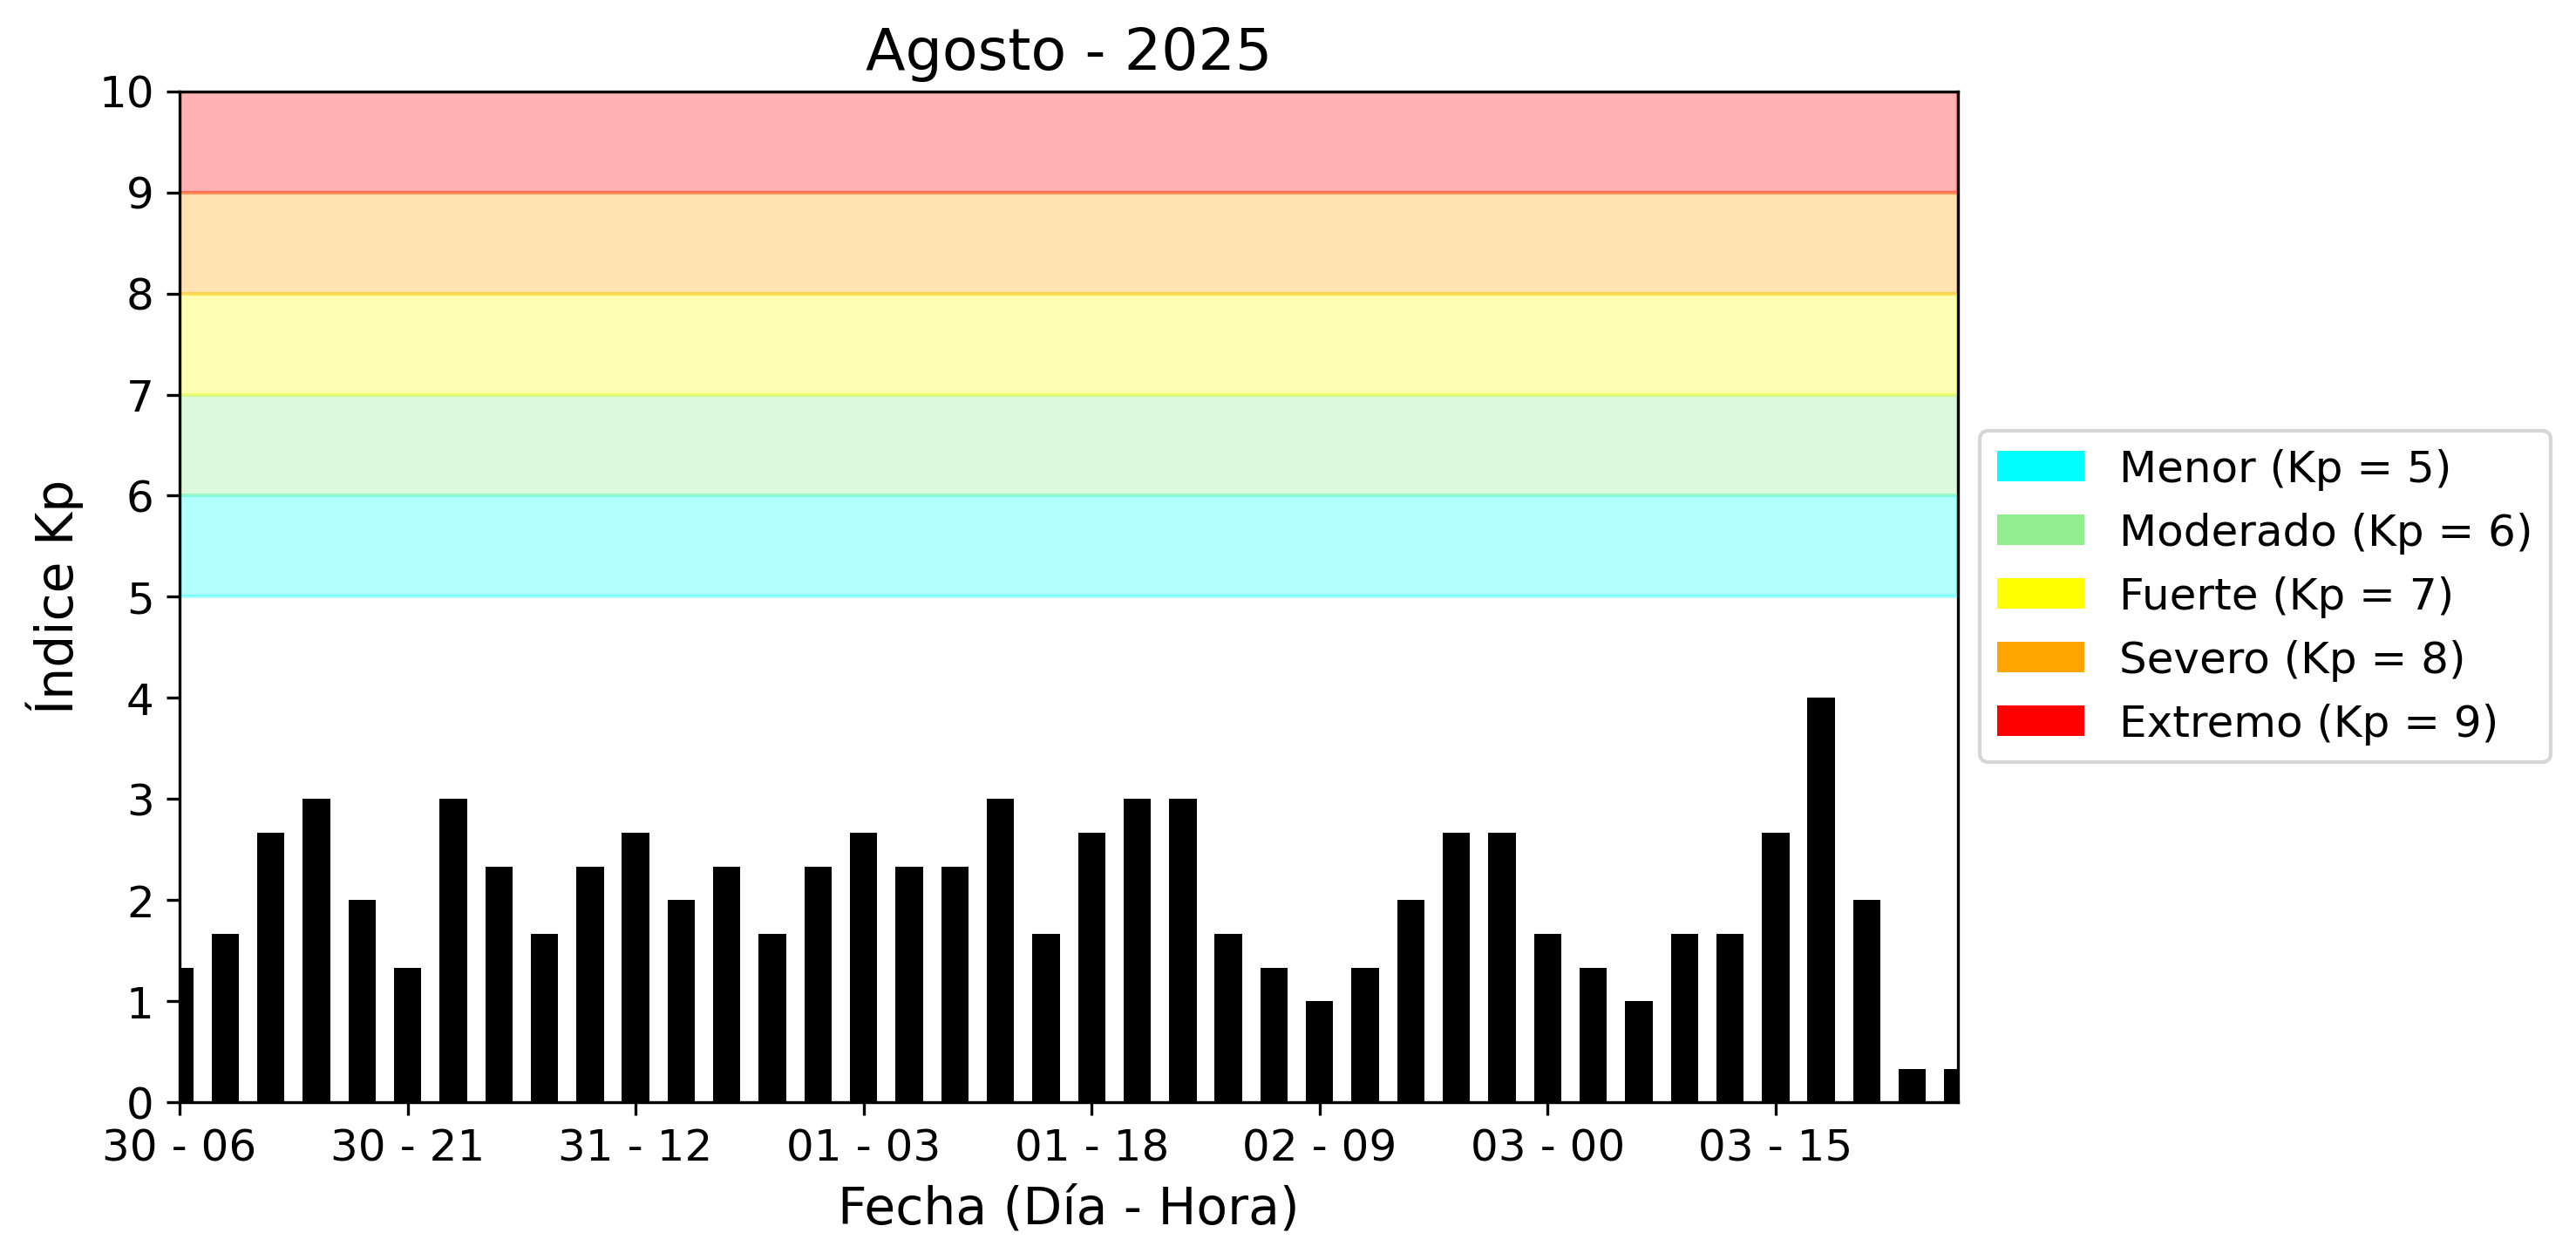 Agosto - 2025
10
9
8
7
6
5
4
3
2
1
0
Índice Kp
30 - 06
30 - 21
31 - 12
01 - 03
01 - 18
02 - 09
03 - 00
03 - 15
Fecha (Día - Hora)
Menor (Kp = 5)
Moderado (Kp = 6)
Fuerte (Kp = 7)
Severo (Kp = 8)
Extremo (Kp = 9)